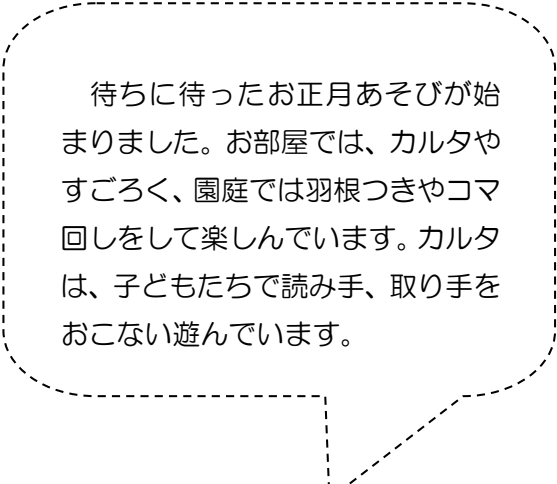 待ちに待ったお正月あそびが始
まりました。お部屋では、カルタや
すごろく、園庭では羽根つきやコマ
回しをして楽しんでいます。カルタ
は、子どもたちで読み手、取り手を
おこない遊んでいます。